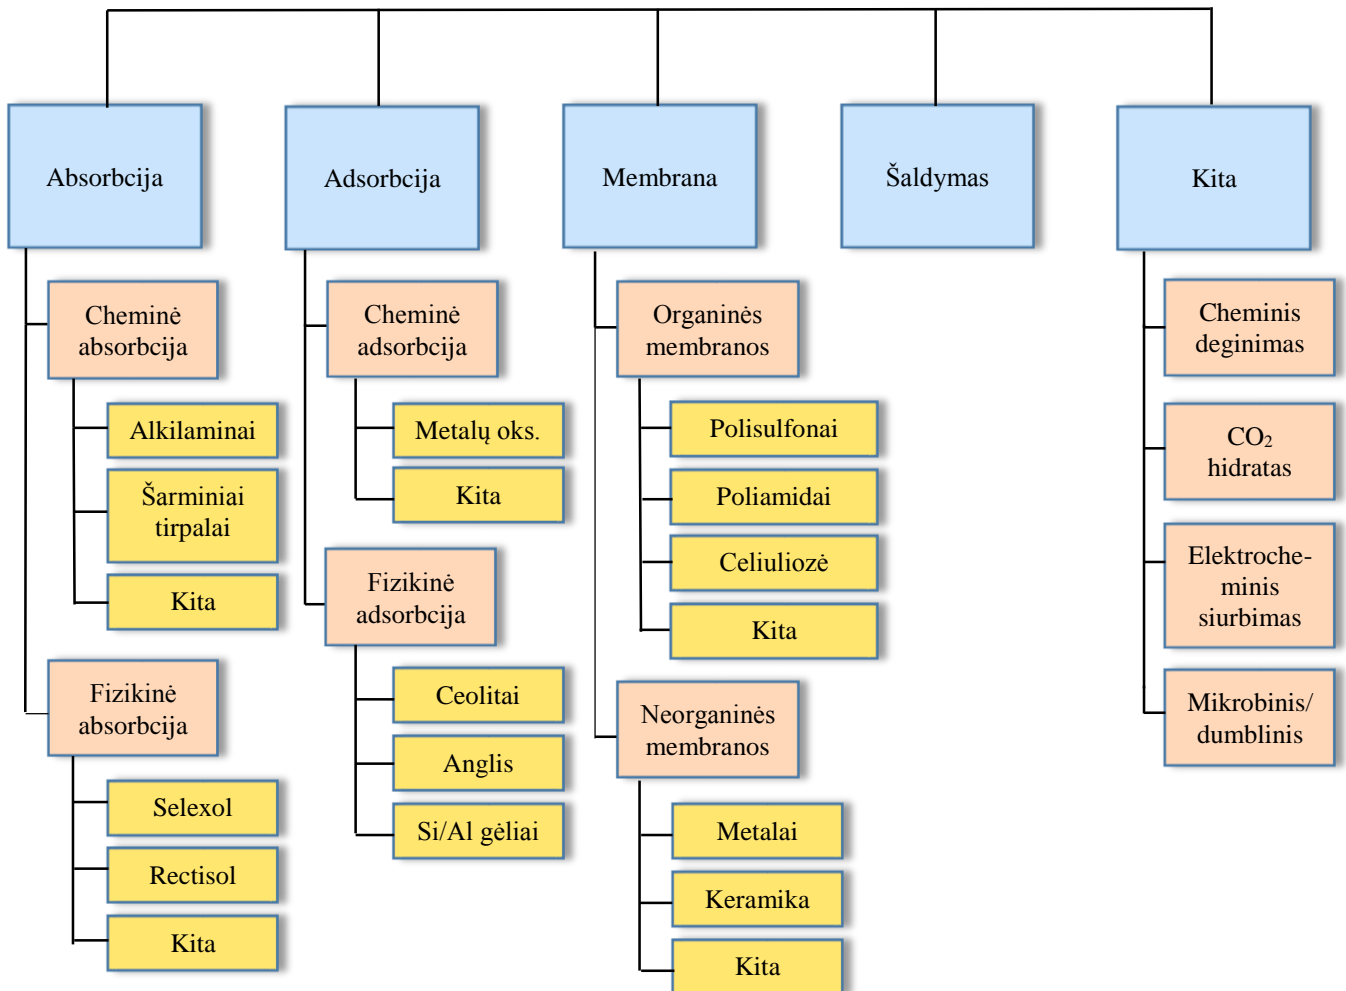 Absorbcija
Adsorbcija
Membrana
Šaldymas
Kita
Cheminė
absorbcija
Alkilaminai
Šarminiai
tirpalai
Kita
Fizikinė
absorbcija
Selexol
Rectisol
Kita
Cheminė
adsorbcija
Metalų oks.
Kita
Fizikinė
adsorbcija
Ceolitai
Anglis
Si/Al gėliai
Organinės
membranos
Polisulfonai
Poliamidai
Celiuliozė
Kita
Neorganinės
membranos
Metalai
Keramika
Kita
Cheminis
deginimas
CO₂
hidratas
Elektroche-
minis
siurbimas
Mikrobinis/
dumblinis